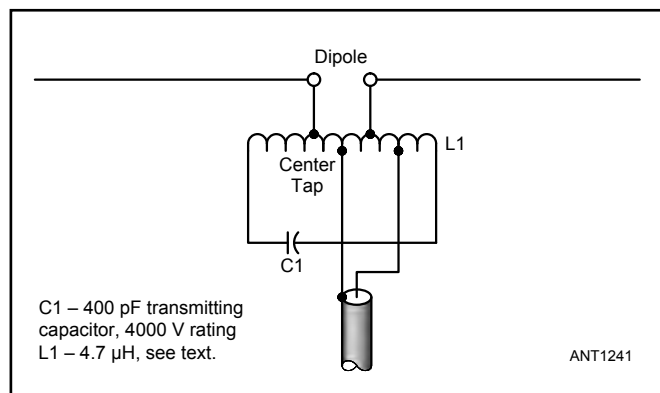 Dipole
L1
Center
Tap
C1
C1 – 400 pF transmitting
capacitor, 4000 V rating
L1 – 4.7 µH, see text.
ANT1241